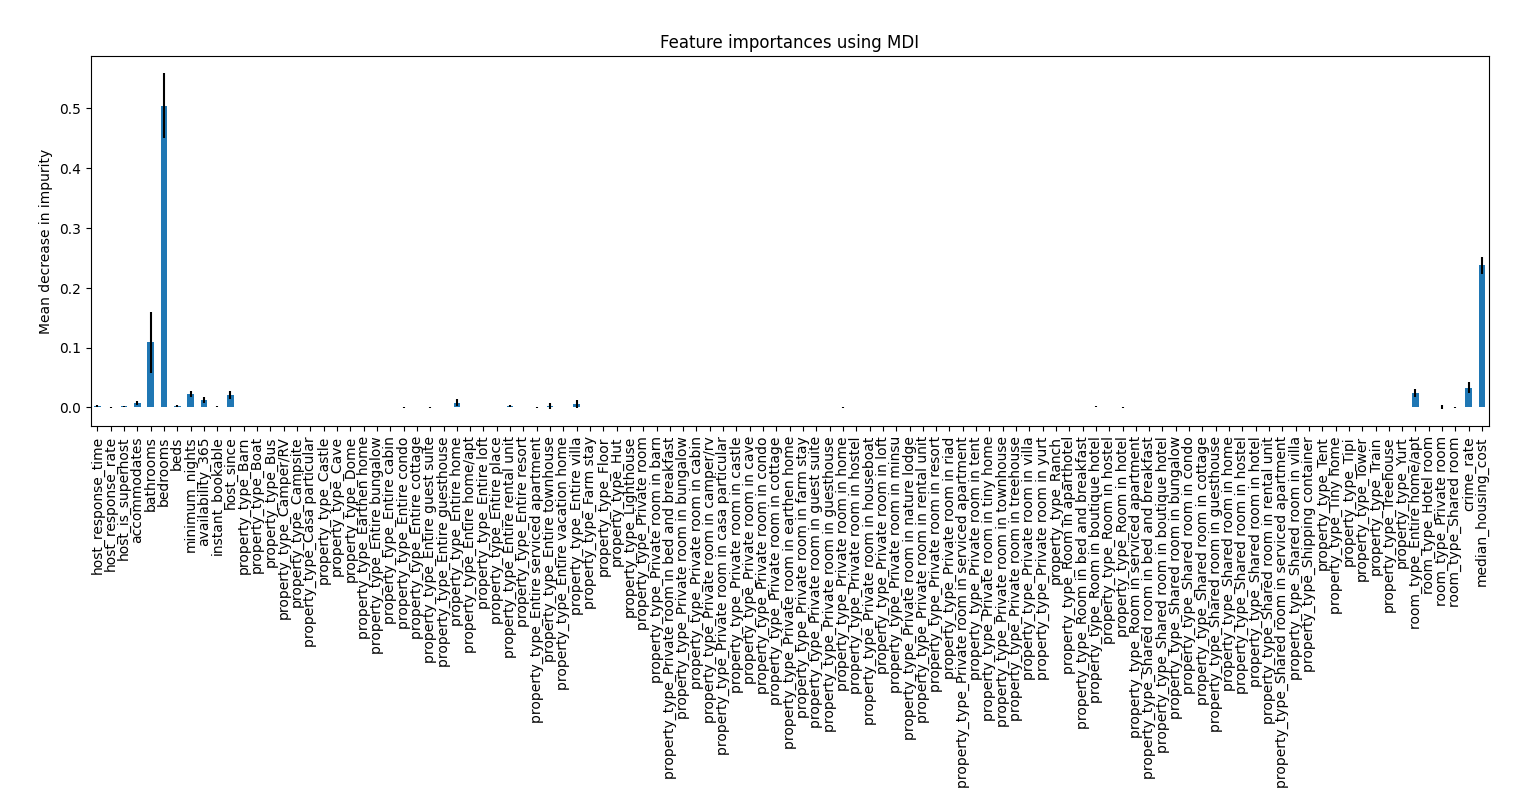 Feature importances using MDI
Mean decrease in impurity
0.5
0.4
0.3
0.2
0.1
0.0
host_response_time
host_response_rate
host_is_superhost
accommodates
bathrooms
bedrooms
beds
minimum_nights
availability_365
instant_bookable
host_since
property_type_Barn
property_type_Boat
property_type_Bus
property_type_Camper/RV
property_type_Campsite
property_type_Casa particular
property_type_Castle
property_type_Cave
property_type_Dome
property_type_Earthen home
property_type_Entire bungalow
property_type_Entire cabin
property_type_Entire condo
property_type_Entire cottage
property_type_Entire guest suite
property_type_Entire guesthouse
property_type_Entire home
property_type_Entire home/apt
property_type_Entire loft
property_type_Entire place
property_type_Entire rental unit
property_type_Entire resort
property_type_Entire serviced apartment
property_type_Entire townhouse
property_type_Entire vacation home
property_type_Entire villa
property_type_Farm stay
property_type_Floor
property_type_Hut
property_type_Lighthouse
property_type_Private room
property_type_Private room in barn
property_type_Private room in bed and breakfast
property_type_Private room in bungalow
property_type_Private room in cabin
property_type_Private room in camper/rv
property_type_Private room in casa particular
property_type_Private room in castle
property_type_Private room in cave
property_type_Private room in condo
property_type_Private room in cottage
property_type_Private room in earthen home
property_type_Private room in farm stay
property_type_Private room in guest suite
property_type_Private room in guesthouse
property_type_Private room in home
property_type_Private room in hostel
property_type_Private room in houseboat
property_type_Private room in loft
property_type_Private room in minsu
property_type_Private room in nature lodge
property_type_Private room in rental unit
property_type_Private room in resort
property_type_Private room in riad
property_type_Private room in serviced apartment
property_type_Private room in tent
property_type_Private room in tiny home
property_type_Private room in townhouse
property_type_Private room in treehouse
property_type_Private room in villa
property_type_Private room in yurt
property_type_Ranch
property_type_Room in aparthotel
property_type_Room in bed and breakfast
property_type_Room in boutique hotel
property_type_Room in hostel
property_type_Room in hotel
property_type_Room in serviced apartment
property_type_Shared room in bed and breakfast
property_type_Shared room in boutique hotel
property_type_Shared room in bungalow
property_type_Shared room in condo
property_type_Shared room in cottage
property_type_Shared room in guesthouse
property_type_Shared room in home
property_type_Shared room in hostel
property_type_Shared room in hotel
property_type_Shared room in rental unit
property_type_Shared room in serviced apartment
property_type_Shared room in villa
property_type_Shipping container
property_type_Tent
property_type_Tiny home
property_type_Tipi
property_type_Tower
property_type_Train
property_type_Treehouse
property_type_Yurt
room_type_Entire home/apt
room_type_Hotel room
room_type_Private room
room_type_Shared room
crime_rate
median_housing_cost